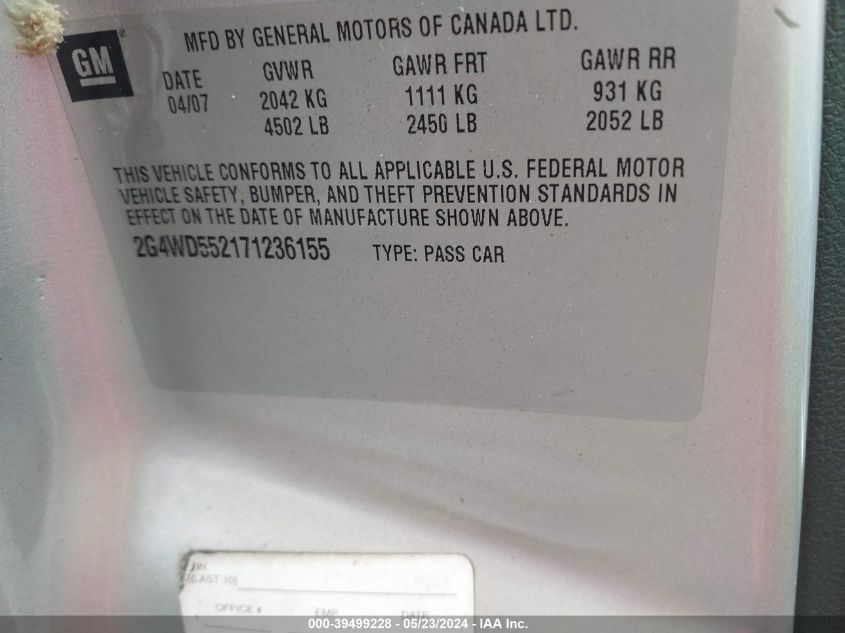 GM
MFD BY GENERAL MOTORS OF CANADA LTD.
DATE GVWR GAWR FRT GAWR RR
04/07 2042 KG 1111 KG 931 KG
4502 LB 2450 LB 2052 LB
THIS VEHICLE CONFORMS TO ALL APPLICABLE U.S. FEDERAL MOTOR
VEHICLE SAFETY, BUMPER, AND THEFT PREVENTION STANDARDS IN
EFFECT ON THE DATE OF MANUFACTURE SHOWN ABOVE.
2G4WD552171236155 TYPE: PASS CAR
(LAST 10)
OFFICE # EMP DATE
000-39499228 - 05/23/2024 - IAA Inc.